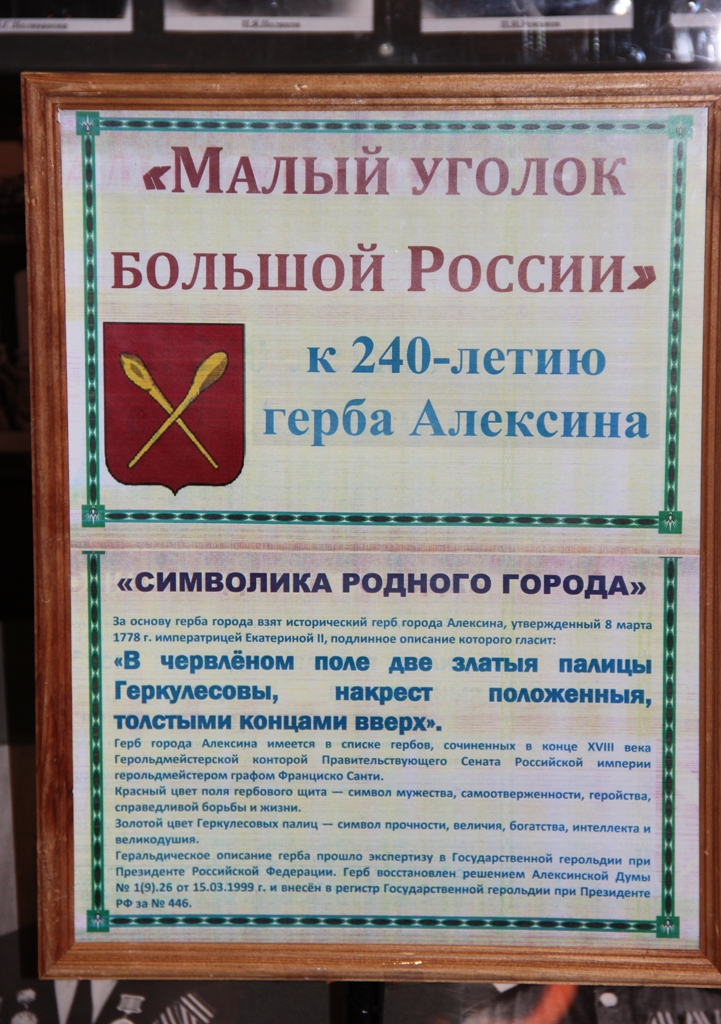 «Малый уголок
большой России»
к 240-летию
герба Алексина
«СИМВОЛИКА РОДНОГО ГОРОДА»
За основу герба города взят исторический герб города Алексина, утвержденный 8 марта
1778 г. императрицей Екатериной II, подлинное описание которого гласит:
«В червлёном поле две златыя палицы
Геркулесовы, накрест положенныя,
толстыми концами вверх».
Герб города Алексина имеется в списке гербов, сочиненных в конце XVIII века
Герольдмейстерской конторой Правительствующего Сената Российской империи
герольдмейстером графом Франциско Санти.
Красный цвет поля гербового щита — символ мужества, самоотверженности, геройства,
справедливой борьбы и жизни.
Золотой цвет Геркулесовых палиц — символ прочности, величия, богатства, интеллекта и
великодушия.
Геральдическое описание герба прошло экспертизу в Государственной герольдии при
Президенте Российской Федерации. Герб восстановлен решением Алексинской Думы
№ 1(9).26 от 15.03.1999 г. и внесён в регистр Государственной герольдии при Президенте
РФ за № 446.